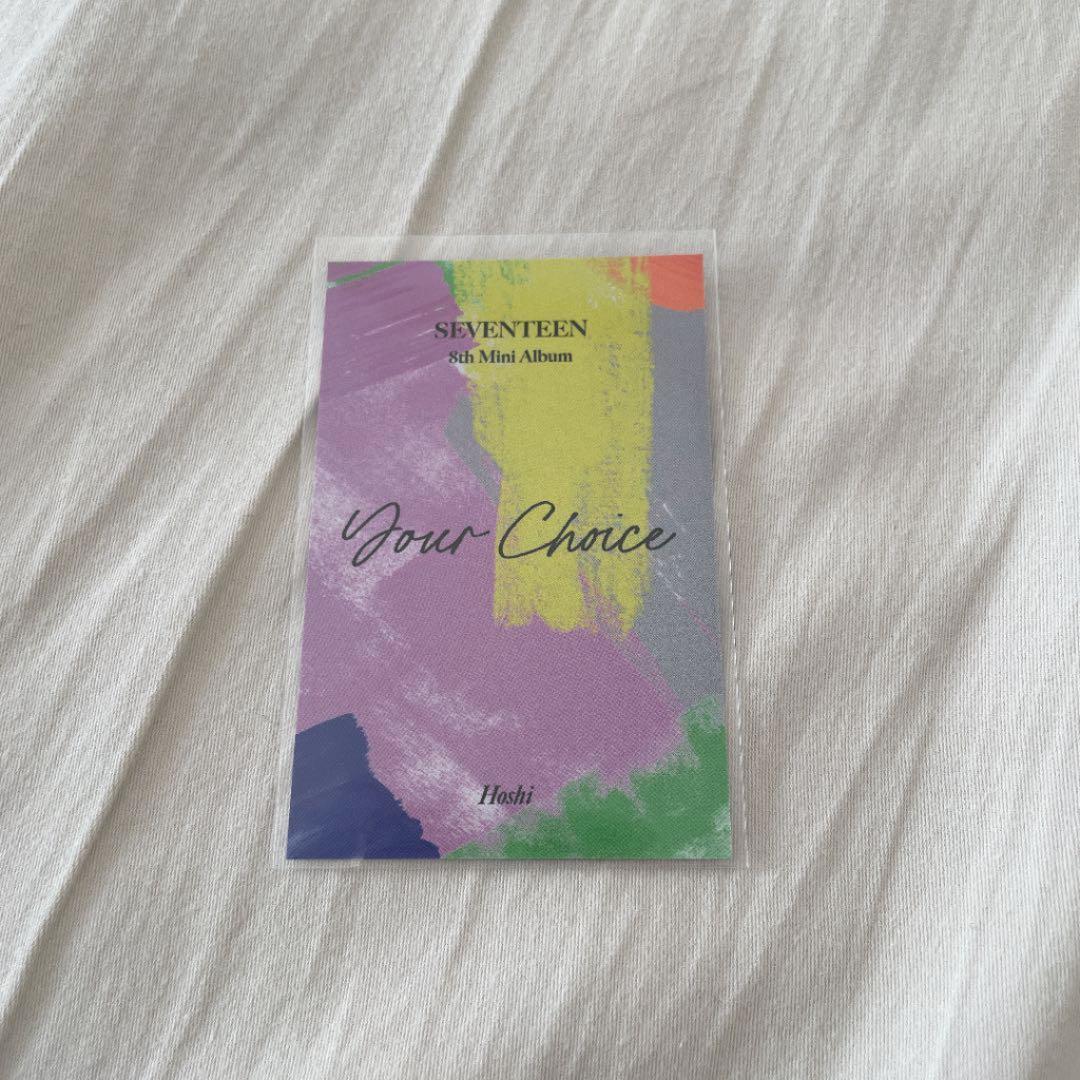 SEVENTEEN
8th Mini Album
Your Choice
Hoshi